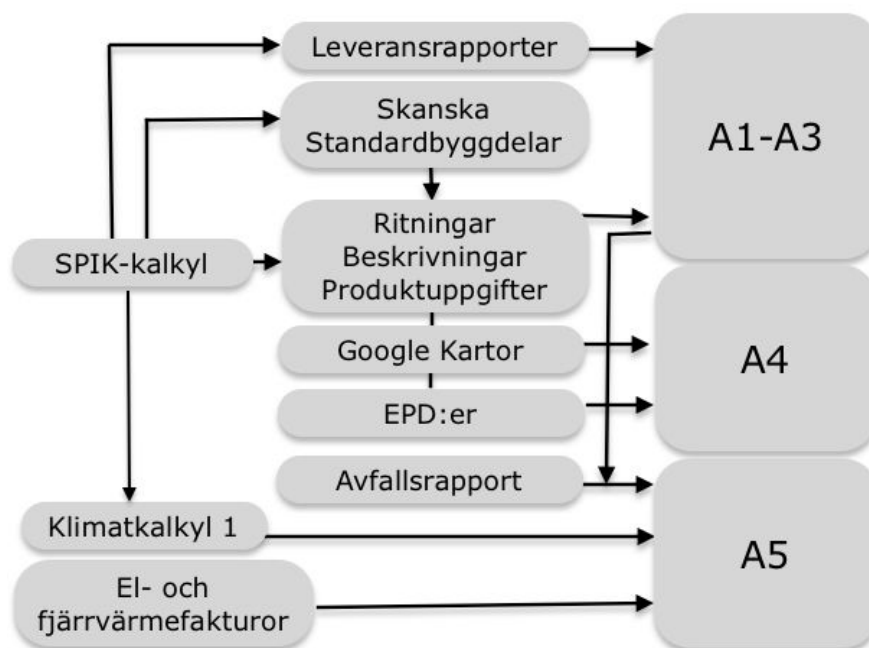 Leveransrapporter
Skanska
Standardbyggdelar
A1-A3
SPIK-kalkyl
Ritningar
Beskrivningar
Produktuppgifter
Google Kartor
A4
EPD:er
Avfallsrapport
Klimatkalkyl 1
A5
El- och
fjärrvärmefakturor